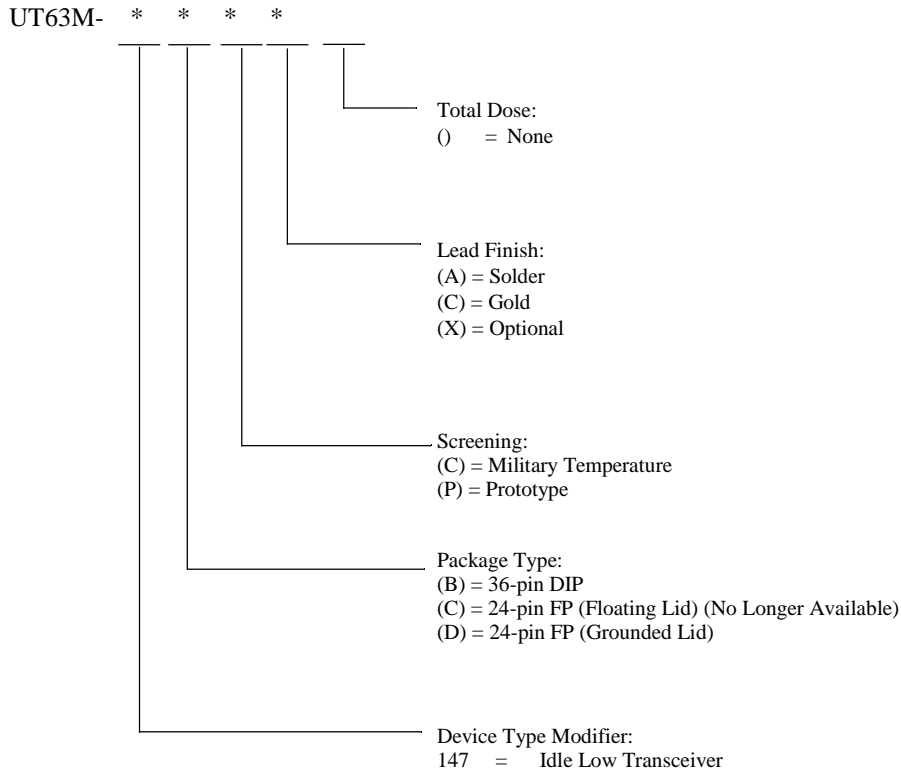 UT63M- * * * *
Total Dose:
() = None
Lead Finish:
(A) = Solder
(C) = Gold
(X) = Optional
Screening:
(C) = Military Temperature
(P) = Prototype
Package Type:
(B) = 36-pin DIP
(C) = 24-pin FP (Floating Lid) (No Longer Available)
(D) = 24-pin FP (Grounded Lid)
Device Type Modifier:
147 = Idle Low Transceiver